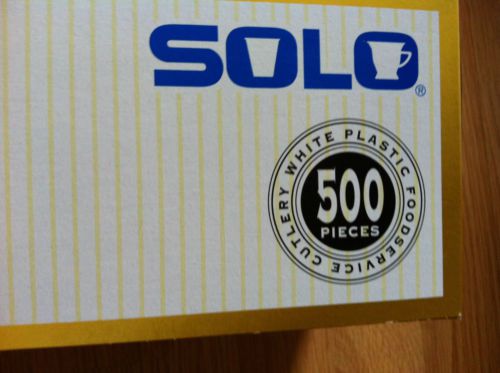 SOLO®
WHITE PLASTIC FOODSERVICE CUTLERY
500
PIECES